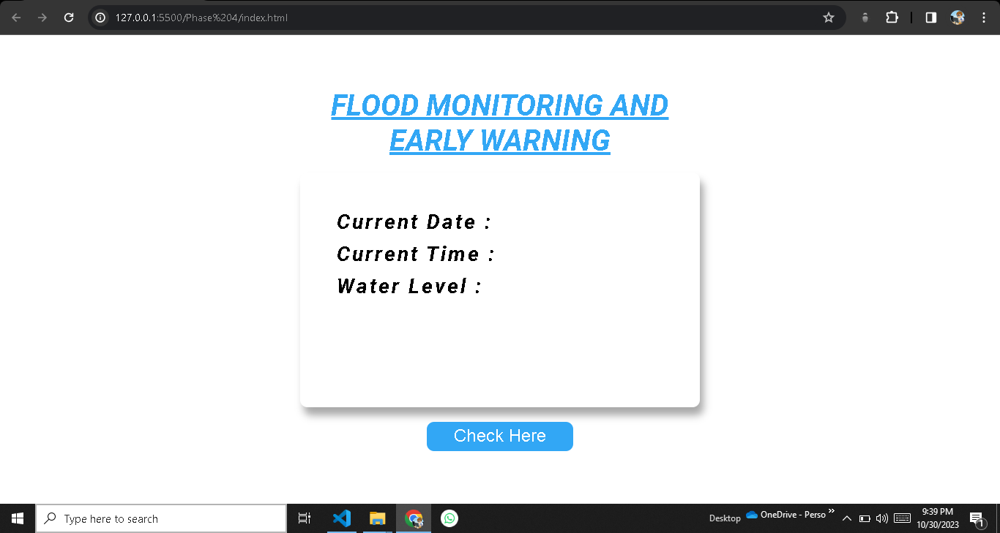 127.0.0.1:5500/Phase%204/index.html
FLOOD MONITORING AND
EARLY WARNING
Current Date :
Current Time :
Water Level :
Check Here
Type here to search
Desktop
OneDrive - Perso
9:39 PM
10/30/2023
1